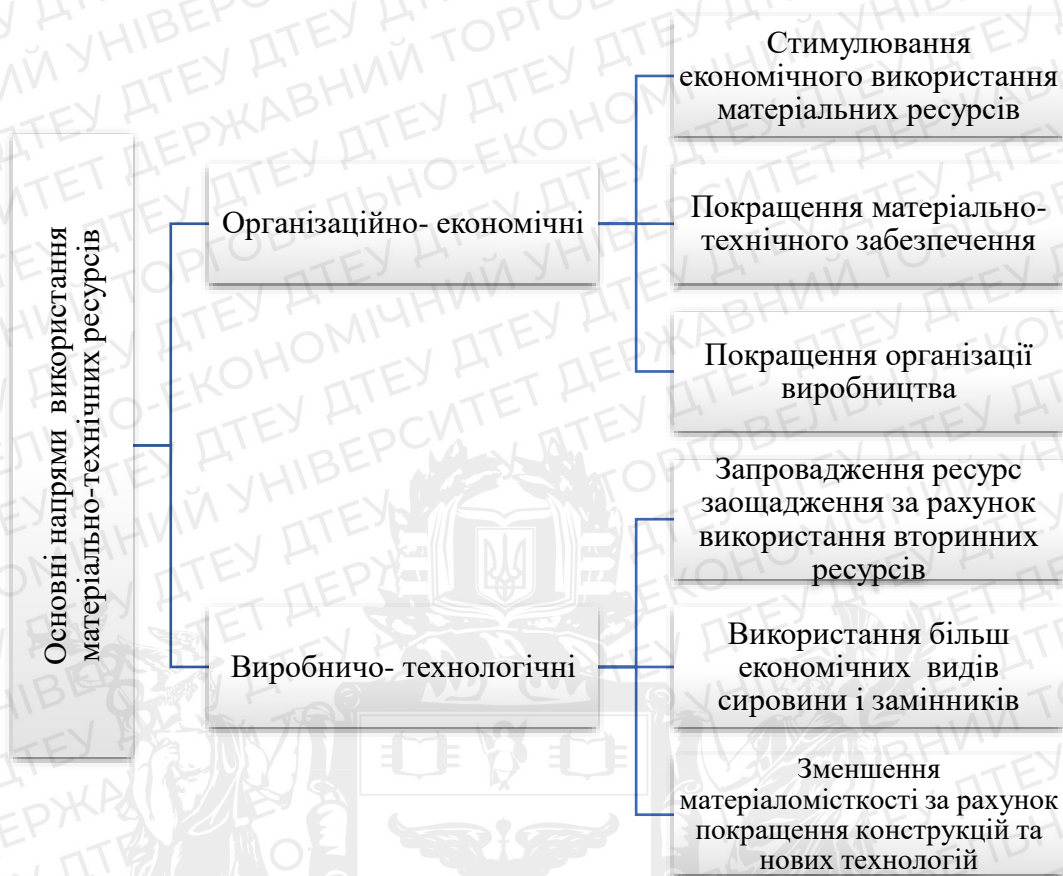 Основні напрями використання
матеріально-технічних ресурсів
Організаційно- економічні
Стимулювання
економічного використання
матеріальних ресурсів
Покращення матеріально-
технічного забезпечення
Покращення організації
виробництва
Виробничо- технологічні
Запровадження ресурс
заощадження за рахунок
використання вторинних
ресурсів
Використання більш
економічних видів
сировини і замінників
Зменшення
матеріаломісткості за рахунок
покращення конструкцій та
нових технологій